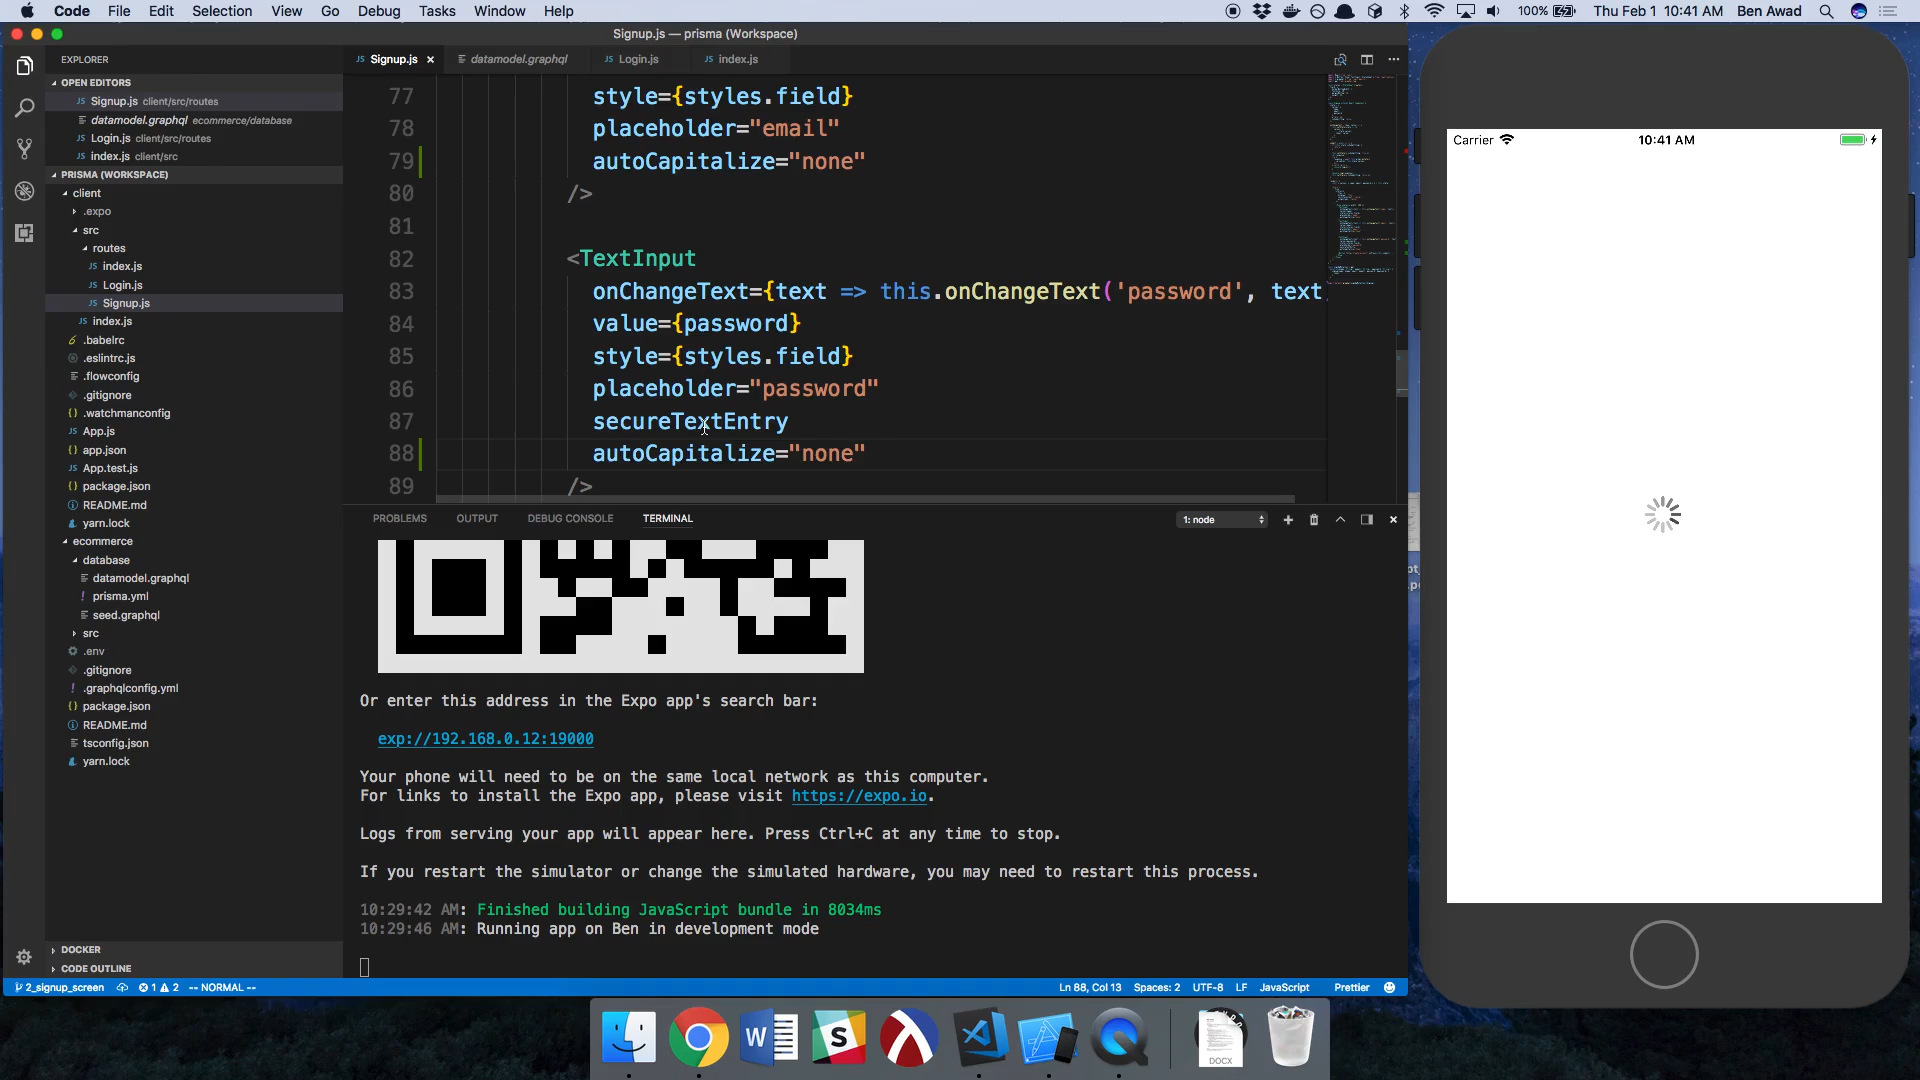 Code File Edit Selection View Go Debug Tasks Window Help
100% Thu Feb 1 10:41 AM Ben Awad
Signup.js — prisma (Workspace)
EXPLORER
OPEN EDITORS
JS Signup.js client/src/routes
datamodel.graphql ecommerce/database
JS Login.js client/src/routes
JS index.js client/src
PRISMA (WORKSPACE)
client
.expo
src
routes
JS index.js
JS Login.js
JS Signup.js
JS index.js
.babelrc
.eslintrc.js
.flowconfig
.gitignore
.watchmanconfig
JS App.js
{} app.json
JS App.test.js
{} package.json
README.md
yarn.lock
ecommerce
database
datamodel.graphql
! prisma.yml
seed.graphql
src
.env
.gitignore
! .graphqlconfig.yml
{} package.json
README.md
tsconfig.json
yarn.lock
DOCKER
CODE OUTLINE
JS Signup.js datamodel.graphql JS Login.js JS index.js
77 style={styles.field}
78 placeholder="email"
79 autoCapitalize="none"
80 />
81
82 <TextInput
83 onChangeText={text => this.onChangeText('password', text
84 value={password}
85 style={styles.field}
86 placeholder="password"
87 secureTextEntry
88 autoCapitalize="none"
89 />
PROBLEMS OUTPUT DEBUG CONSOLE TERMINAL 1: node
Or enter this address in the Expo app's search bar:
exp://192.168.0.12:19000
Your phone will need to be on the same local network as this computer.
For links to install the Expo app, please visit https://expo.io.
Logs from serving your app will appear here. Press Ctrl+C at any time to stop.
If you restart the simulator or change the simulated hardware, you may need to restart this process.
10:29:42 AM: Finished building JavaScript bundle in 8034ms
10:29:46 AM: Running app on Ben in development mode
2_signup_screen 1 2 -- NORMAL -- Ln 88, Col 13 Spaces: 2 UTF-8 LF JavaScript Prettier
Carrier 10:41 AM
W
S
DOCX